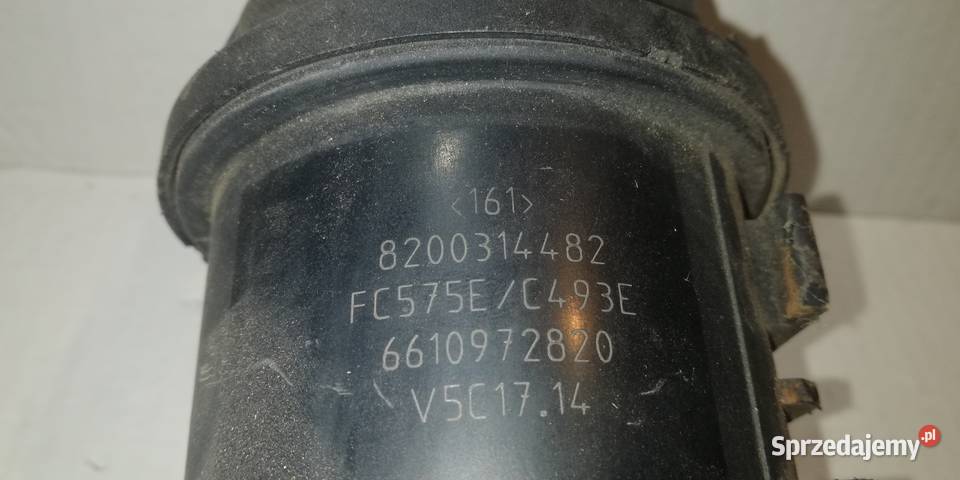 <161>
8200314482
FC575E/C493E
6610972820
V5C17.14
Sprzedajemy.pl